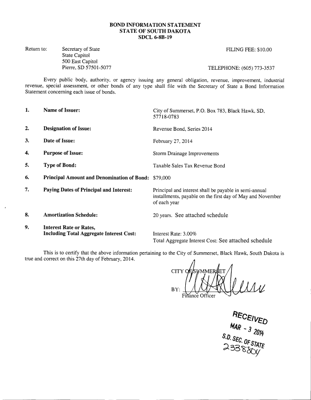 BOND INFORMATION STATEMENT
STATE OF SOUTH DAKOTA
SDCL 6-8B-19
Return to: Secretary of State FILING FEE: $10.00
State Capitol
500 East Capitol
Pierre, SD 57501-5077 TELEPHONE: (605) 773-3537
Every public body, authority, or agency issuing any general obligation, revenue, improvement, industrial
revenue, special assessment, or other bonds of any type shall file with the Secretary of State a Bond Information
Statement concerning each issue of bonds.
1. Name of Issuer: City of Summerset, P.O. Box 783, Black Hawk, SD,
57718-0783
2. Designation of Issue: Revenue Bond, Series 2014
3. Date of Issue: February 27, 2014
4. Purpose of Issue: Storm Drainage Improvements
5. Type of Bond: Taxable Sales Tax Revenue Bond
6. Principal Amount and Denomination of Bond: $79,000
7. Paying Dates of Principal and Interest: Principal and interest shall be payable in semi-annual
installments, payable on the first day of May and November
of each year
8. Amortization Schedule: 20 years. See attached schedule
9. Interest Rate or Rates,
Including Total Aggregate Interest Cost: Interest Rate: 3.00%
Total Aggregate Interest Cost: See attached schedule
This is to certify that the above information pertaining to the City of Summerset, Black Hawk, South Dakota is
true and correct on this 27th day of February, 2014.
CITY OF SUMMERSET
BY:
Finance Officer
RECEIVED
MAR - 3 2014
S.D. SEC. OF STATE